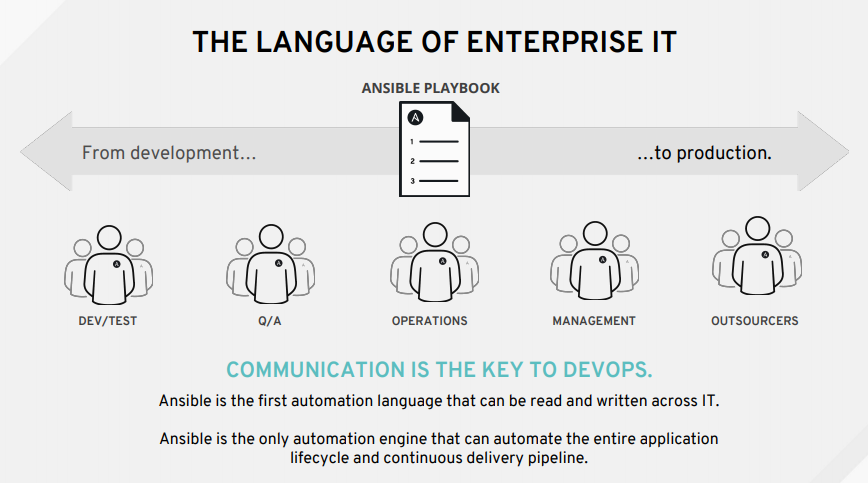 THE LANGUAGE OF ENTERPRISE IT
ANSIBLE PLAYBOOK
A
1
2
3
From development...
...to production.
A
A
A
A
A
DEV/TEST
Q/A
OPERATIONS
MANAGEMENT
OUTSOURCERS
COMMUNICATION IS THE KEY TO DEVOPS.
Ansible is the first automation language that can be read and written across IT.
Ansible is the only automation engine that can automate the entire application
lifecycle and continuous delivery pipeline.